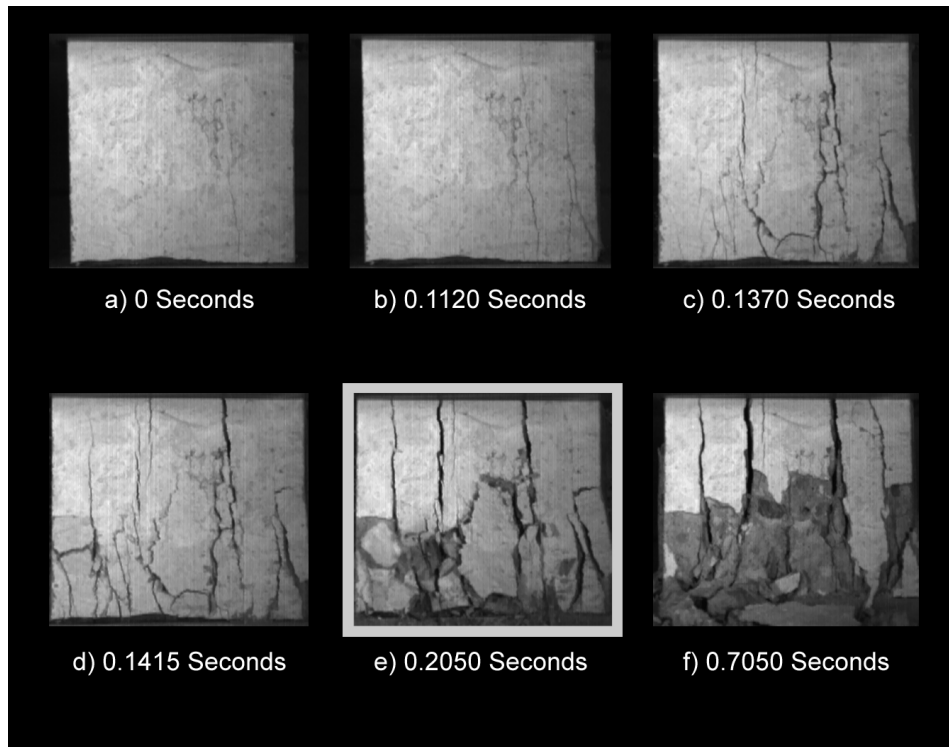 a) 0 Seconds
b) 0.1120 Seconds
c) 0.1370 Seconds
d) 0.1415 Seconds
e) 0.2050 Seconds
f) 0.7050 Seconds